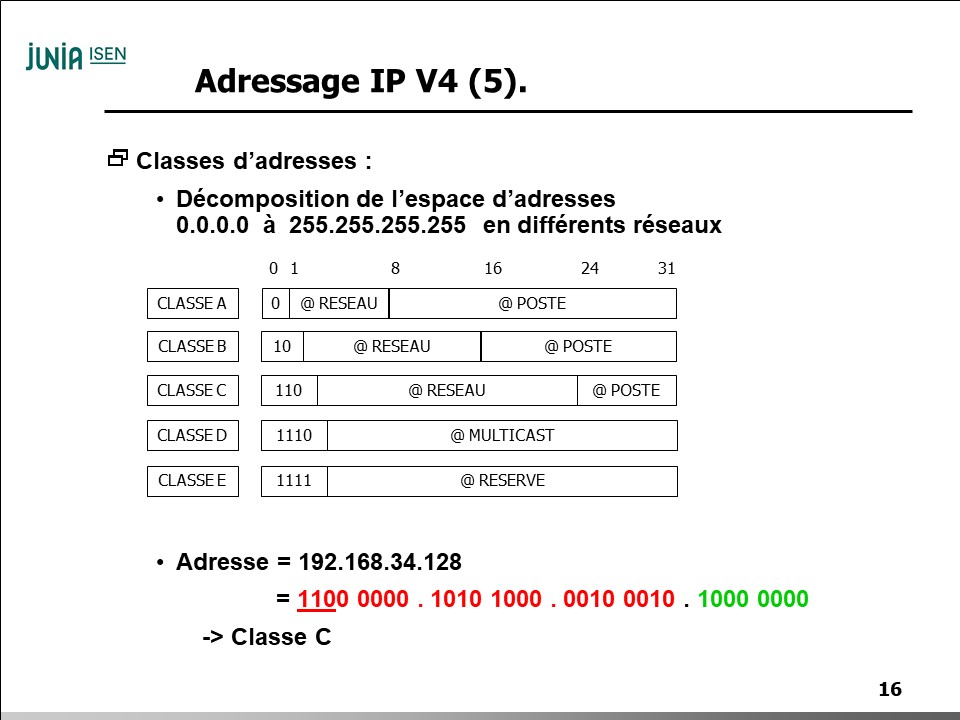 JUNIA ISEN
Adressage IP V4 (5).
Classes d’adresses :
• Décomposition de l’espace d’adresses
0.0.0.0 à 255.255.255.255 en différents réseaux
0 1 8 16 24 31
CLASSE A 0 @ RESEAU @ POSTE
CLASSE B 10 @ RESEAU @ POSTE
CLASSE C 110 @ RESEAU @ POSTE
CLASSE D 1110 @ MULTICAST
CLASSE E 1111 @ RESERVE
• Adresse = 192.168.34.128
= 1100 0000 . 1010 1000 . 0010 0010 . 1000 0000
-> Classe C
16